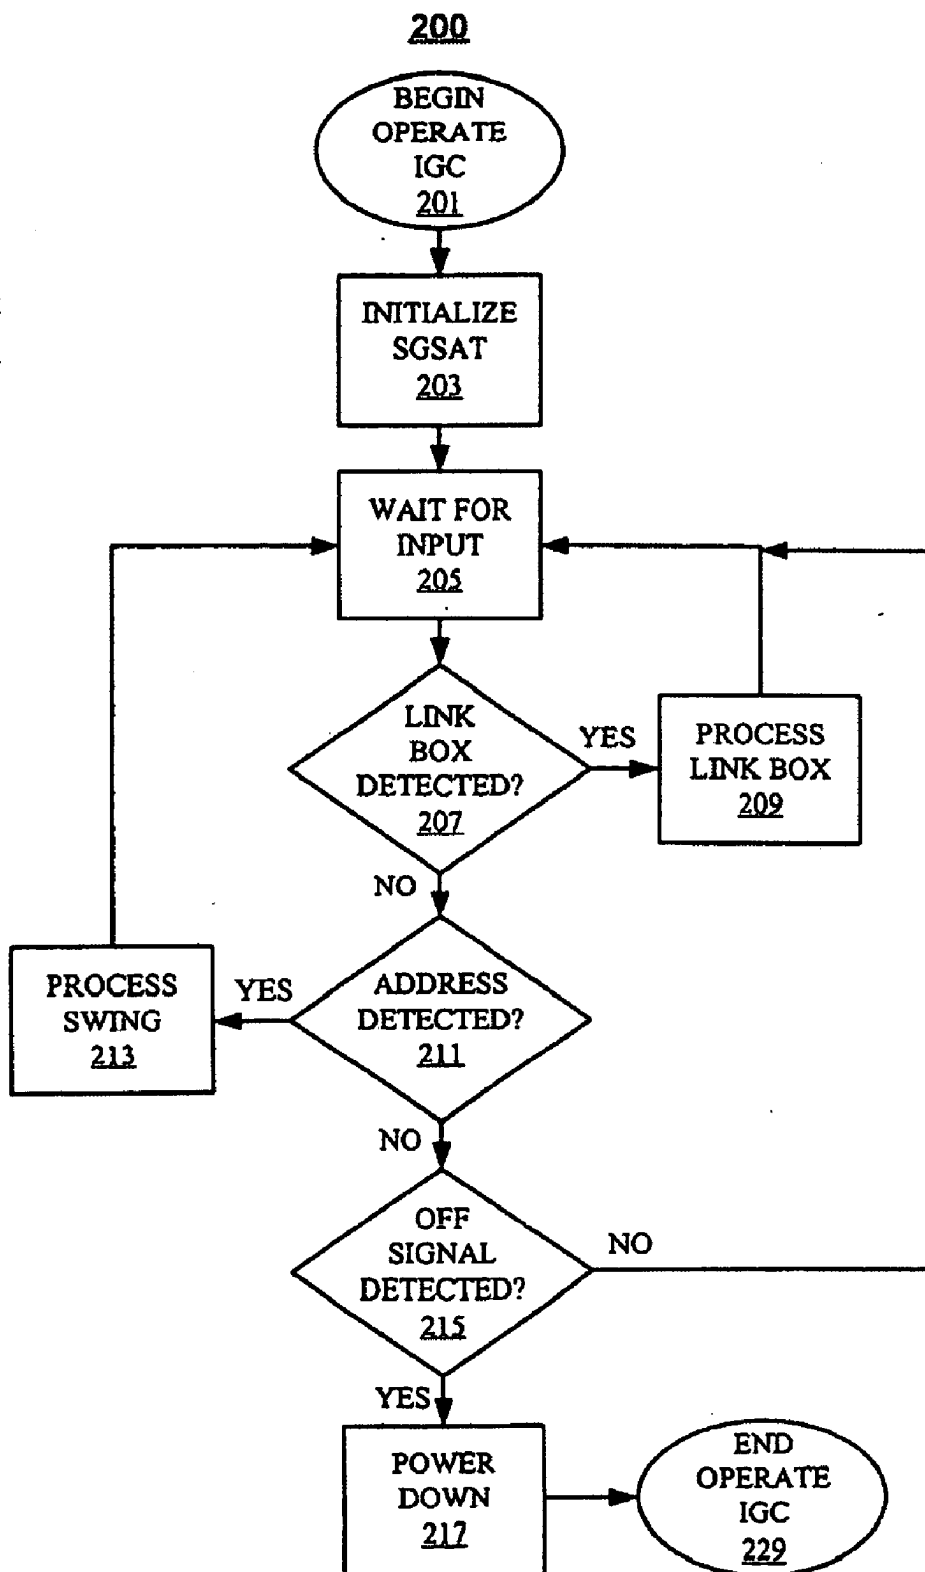 200
BEGIN
OPERATE
IGC
201
INITIALIZE
SGSAT
203
WAIT FOR
INPUT
205
LINK
BOX
DETECTED?
207
YES
PROCESS
LINK BOX
209
NO
ADDRESS
DETECTED?
211
YES
PROCESS
SWING
213
NO
OFF
SIGNAL
DETECTED?
215
NO
YES
POWER
DOWN
217
END
OPERATE
IGC
229